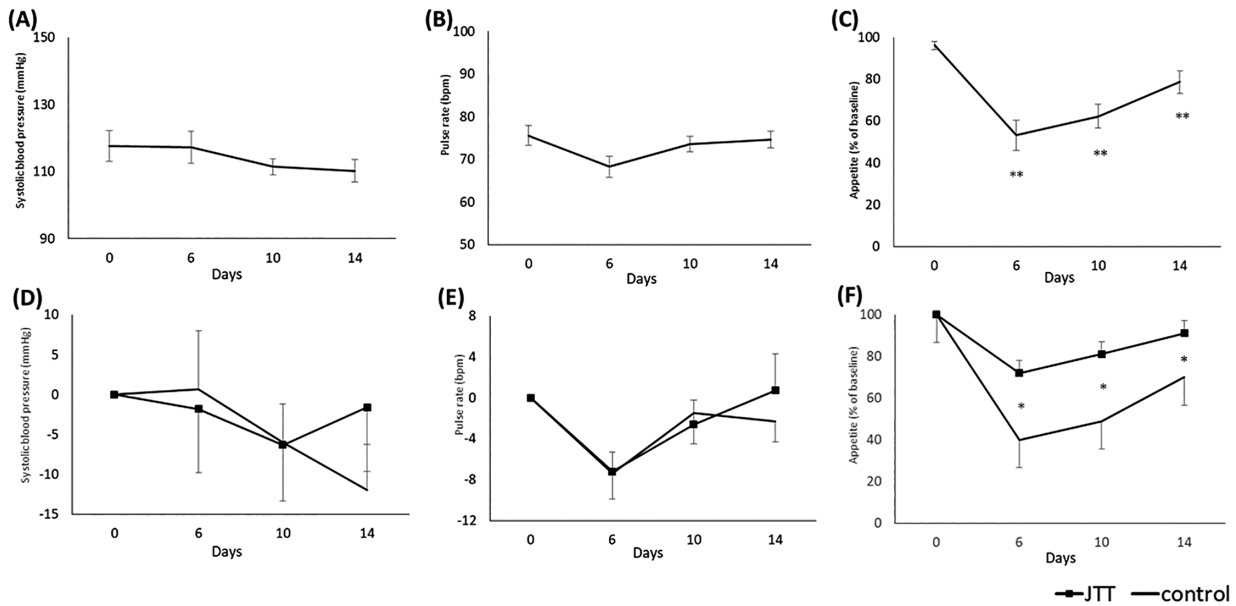 (A)
Systolic blood pressure (mmHg)
150
130
110
90
0 6 10 14
Days
(B)
Pulse rate (bpm)
100
90
80
70
60
50
0 6 10 14
Days
(C)
Appetite (% of baseline)
100
80
60
40
20
0
**
**
**
0 6 10 14
Days
(D)
Systolic blood pressure (mmHg)
10
5
0
-5
-10
-15
0 6 10 14
Days
(E)
Pulse rate (bpm)
8
4
0
-4
-8
-12
0 6 10 14
Days
(F)
Appetite (% of baseline)
100
80
60
40
20
0
*
*
*
0 6 10 14
Days
JTT control